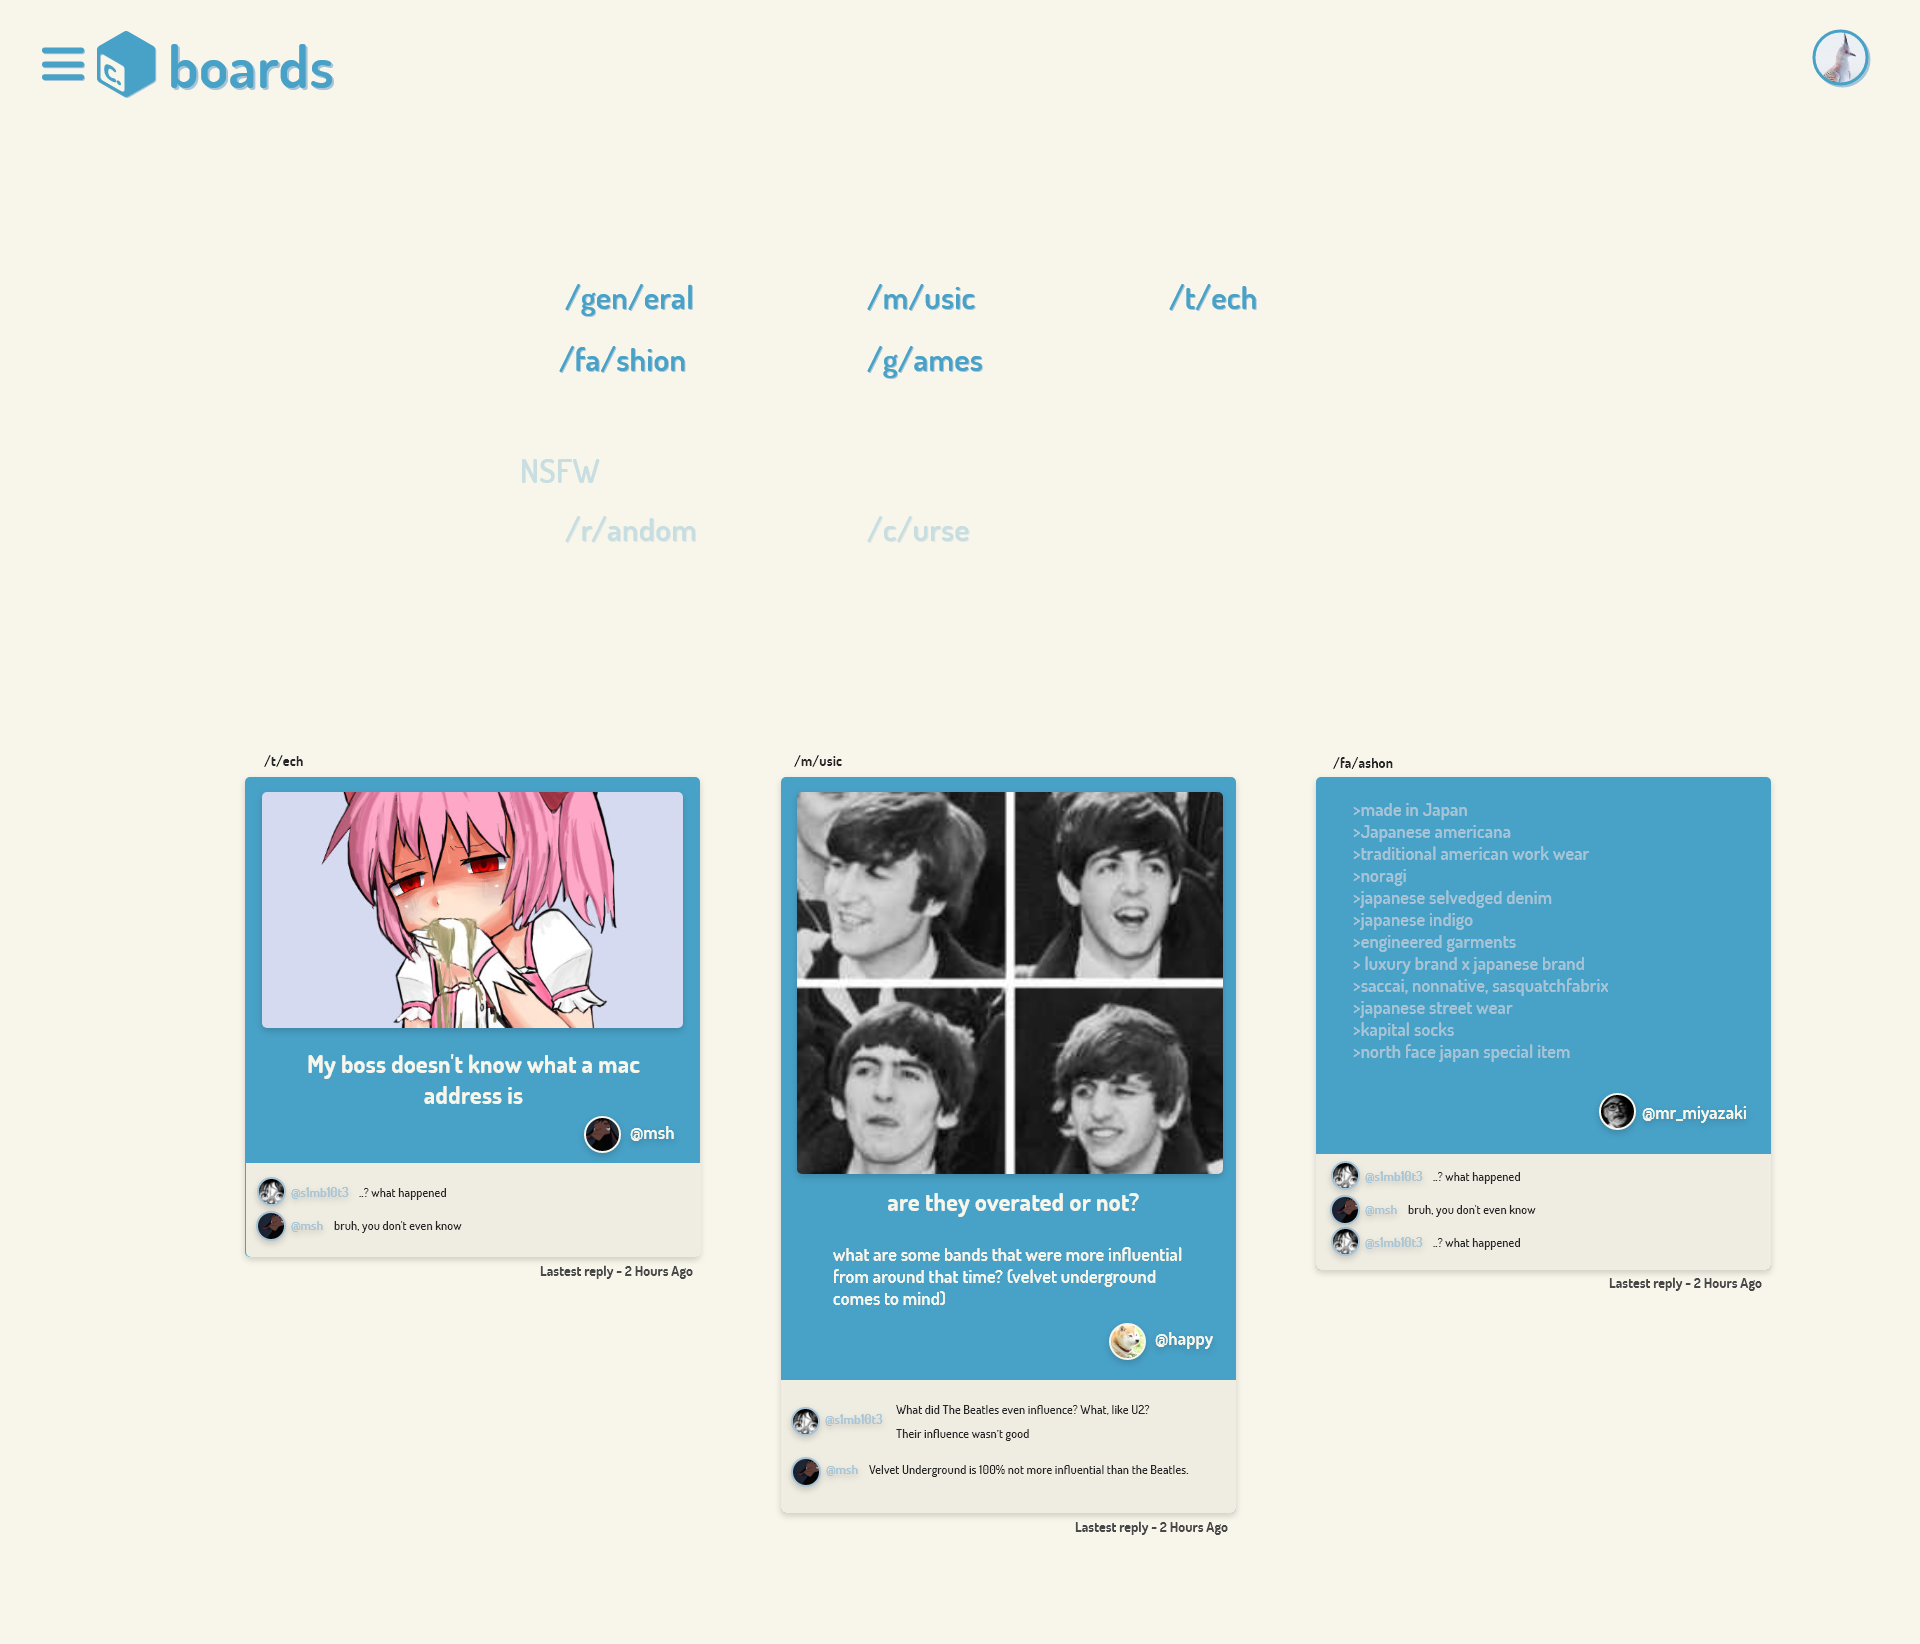 c.
boards
/gen/eral
/m/usic
/t/ech
/fa/shion
/g/ames
NSFW
/r/andom
/c/urse
/t/ech
My boss doesn't know what a mac
address is
@msh
@s1mb10t3 ..? what happened
@msh bruh, you don't even know
Lastest reply - 2 Hours Ago
/m/usic
are they overated or not?
what are some bands that were more influential
from around that time? (velvet underground
comes to mind)
@happy
@s1mb10t3
What did The Beatles even influence? What, like U2?
Their influence wasn't good
@msh Velvet Underground is 100% not more influential than the Beatles.
Lastest reply - 2 Hours Ago
/fa/ashon
>made in Japan
>Japanese americana
>traditional american work wear
>noragi
>japanese selvedged denim
>japanese indigo
>engineered garments
> luxury brand x japanese brand
>saccai, nonnative, sasquatchfabrix
>japanese street wear
>kapital socks
>north face japan special item
@mr_miyazaki
@s1mb10t3 ..? what happened
@msh bruh, you don't even know
@s1mb10t3 ..? what happened
Lastest reply - 2 Hours Ago